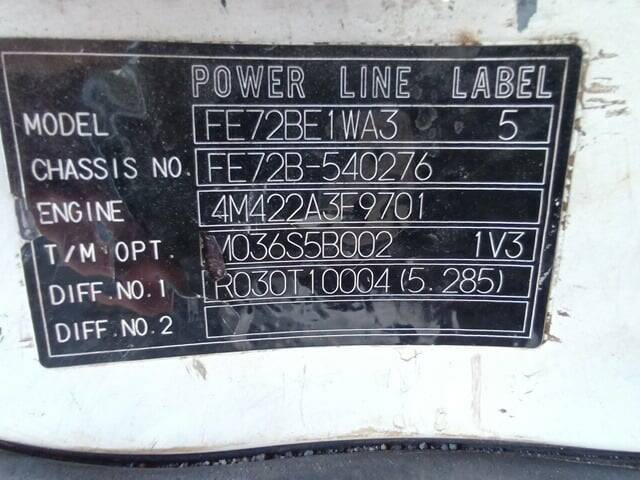 POWER LINE LABEL
MODEL FE72BE1WA3 5
CHASSIS NO. FE72B-540276
ENGINE 4M422A3F9701
T/M OPT. M036S5B002 1V3
DIFF.NO.1 R030T10004(5.285)
DIFF.NO.2